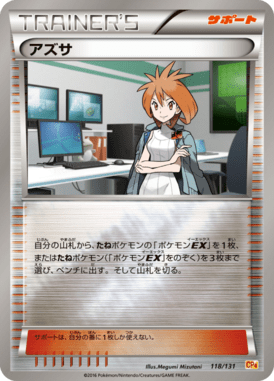 TRAINER'S サポート
アズサ
自分の山札から、たねポケモンの「ポケモンEX」を1枚、
またはたねポケモン(「ポケモンEX」をのぞく)を3枚まで
選び、ベンチに出す。そして山札を切る。
サポートは、自分の番に1枚しか使えない。
Illus.Megumi Mizutani CP4 118/131
©2016 Pokémon/Nintendo/Creatures/GAME FREAK.